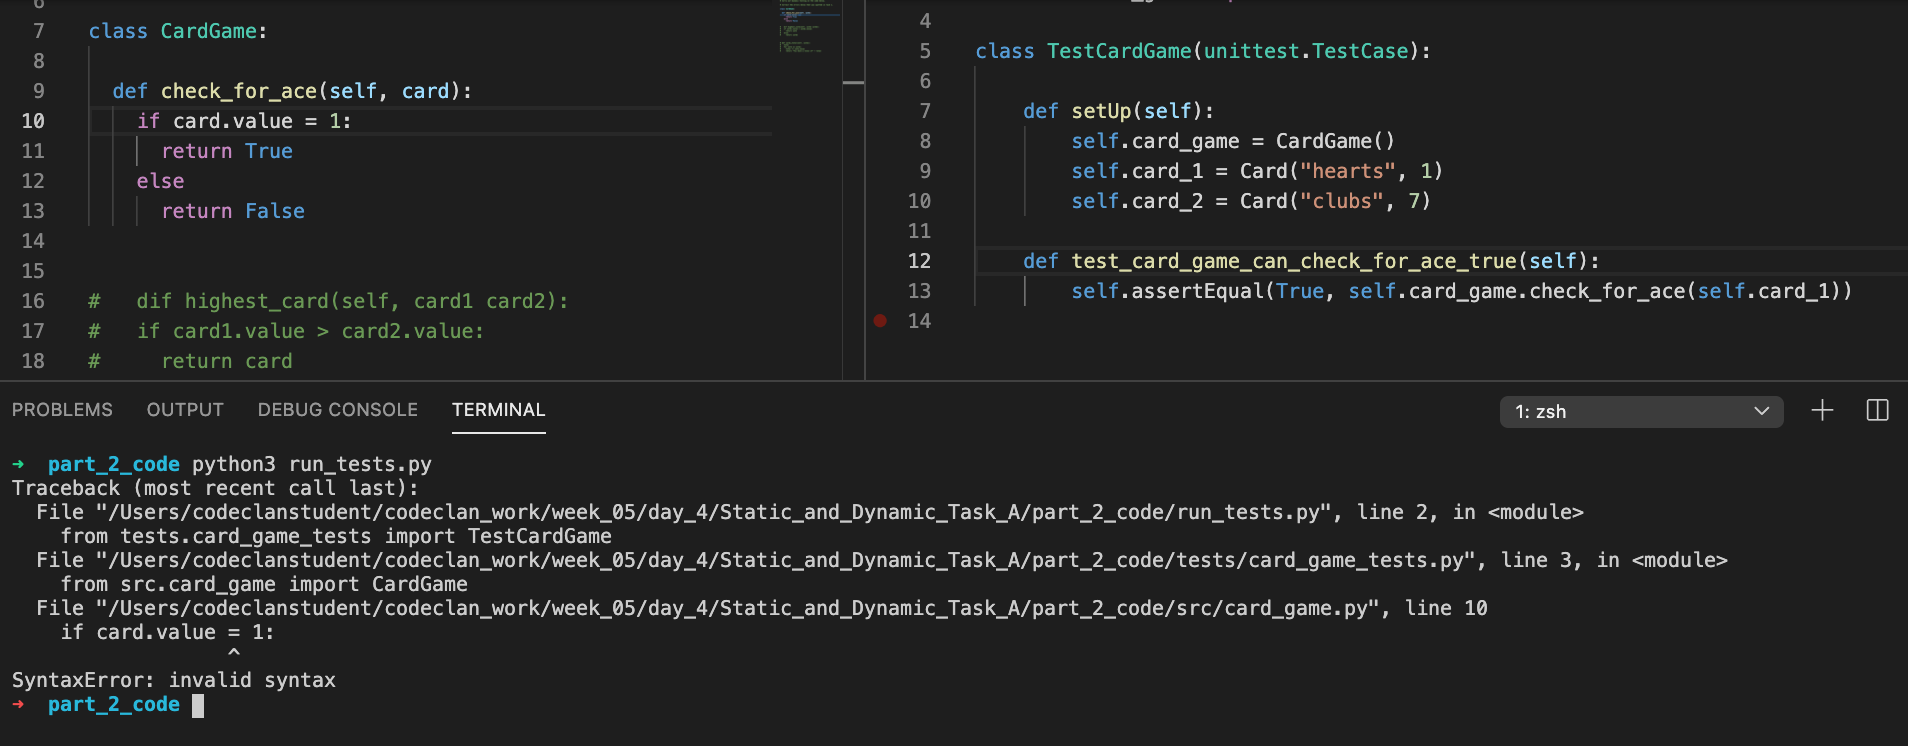 6
7 class CardGame:
8
9 def check_for_ace(self, card):
10 if card.value = 1:
11 return True
12 else
13 return False
14
15
16 # dif highest_card(self, card1 card2):
17 # if card1.value > card2.value:
18 # return card
4
5 class TestCardGame(unittest.TestCase):
6
7 def setUp(self):
8 self.card_game = CardGame()
9 self.card_1 = Card("hearts", 1)
10 self.card_2 = Card("clubs", 7)
11
12 def test_card_game_can_check_for_ace_true(self):
13 self.assertEqual(True, self.card_game.check_for_ace(self.card_1))
14
PROBLEMS OUTPUT DEBUG CONSOLE TERMINAL 1: zsh
➜ part_2_code python3 run_tests.py
Traceback (most recent call last):
File "/Users/codeclanstudent/codeclan_work/week_05/day_4/Static_and_Dynamic_Task_A/part_2_code/run_tests.py", line 2, in <module>
from tests.card_game_tests import TestCardGame
File "/Users/codeclanstudent/codeclan_work/week_05/day_4/Static_and_Dynamic_Task_A/part_2_code/tests/card_game_tests.py", line 3, in <module>
from src.card_game import CardGame
File "/Users/codeclanstudent/codeclan_work/week_05/day_4/Static_and_Dynamic_Task_A/part_2_code/src/card_game.py", line 10
if card.value = 1:
^
SyntaxError: invalid syntax
➜ part_2_code